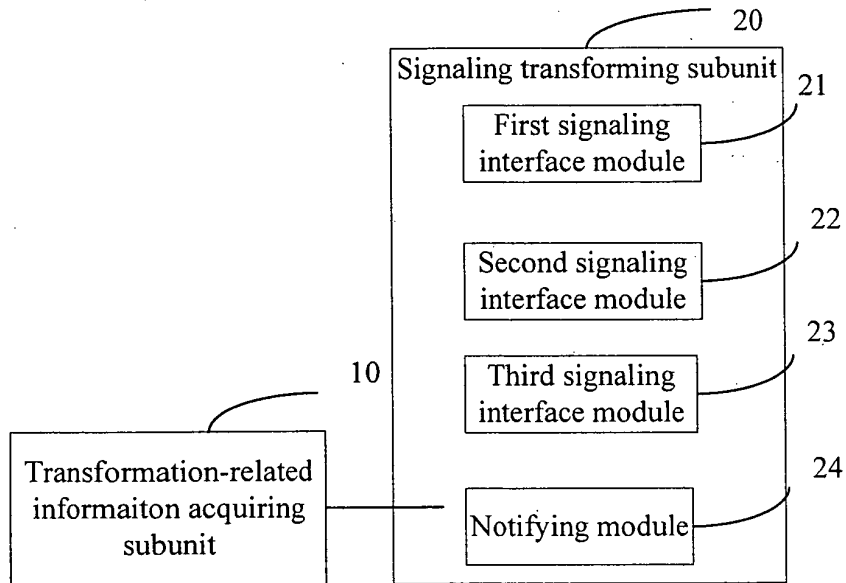 20
Signaling transforming subunit
21
First signaling
interface module
22
Second signaling
interface module
23
Third signaling
interface module
10
Transformation-related
informaiton acquiring
subunit
24
Notifying module